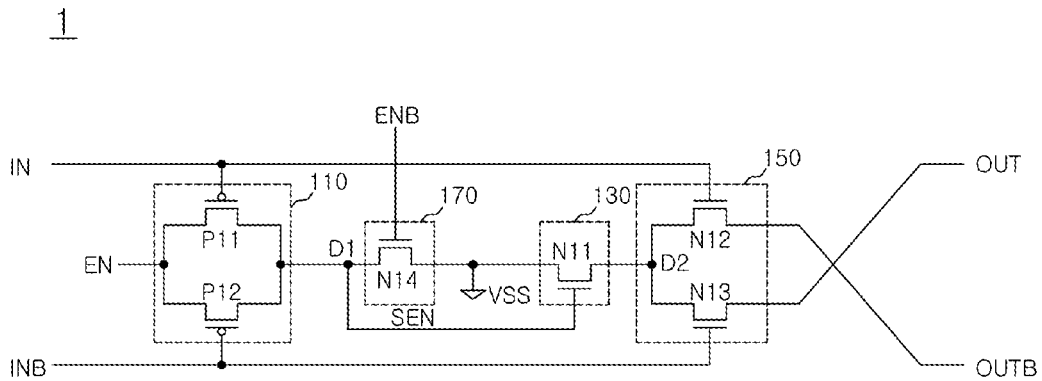 1
ENB
IN
110
170
130
150
OUT
P11
D1
N11
N12
EN
N14
D2
P12
VSS
N13
SEN
INB
OUTB